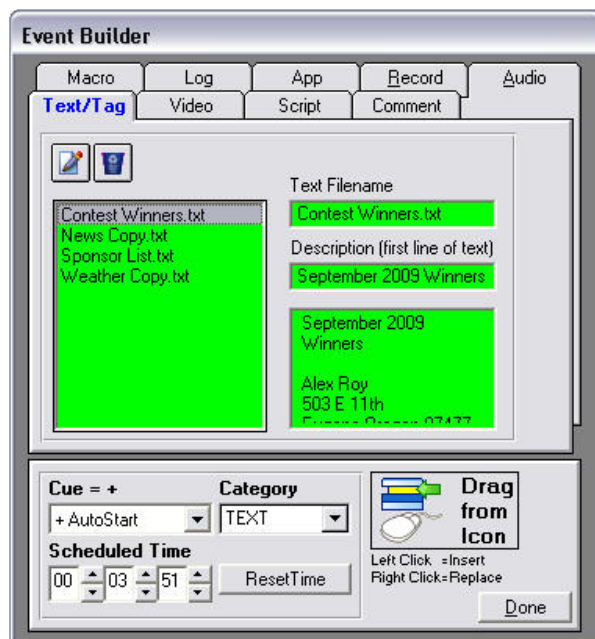 Event Builder
Macro Log App Record Audio
Text/Tag Video Script Comment
Text Filename
Contest Winners.txt
News Copy.txt
Sponsor List.txt
Weather Copy.txt
Contest Winners.txt
Description (first line of text)
September 2009 Winners
September 2009
Winners
Alex Roy
503 E 11th
Eugene Oregon 97477
Cue = + Category
+ AutoStart TEXT
Scheduled Time
00 03 51 ResetTime
Drag
from
Icon
Left Click =Insert
Right Click=Replace
Done